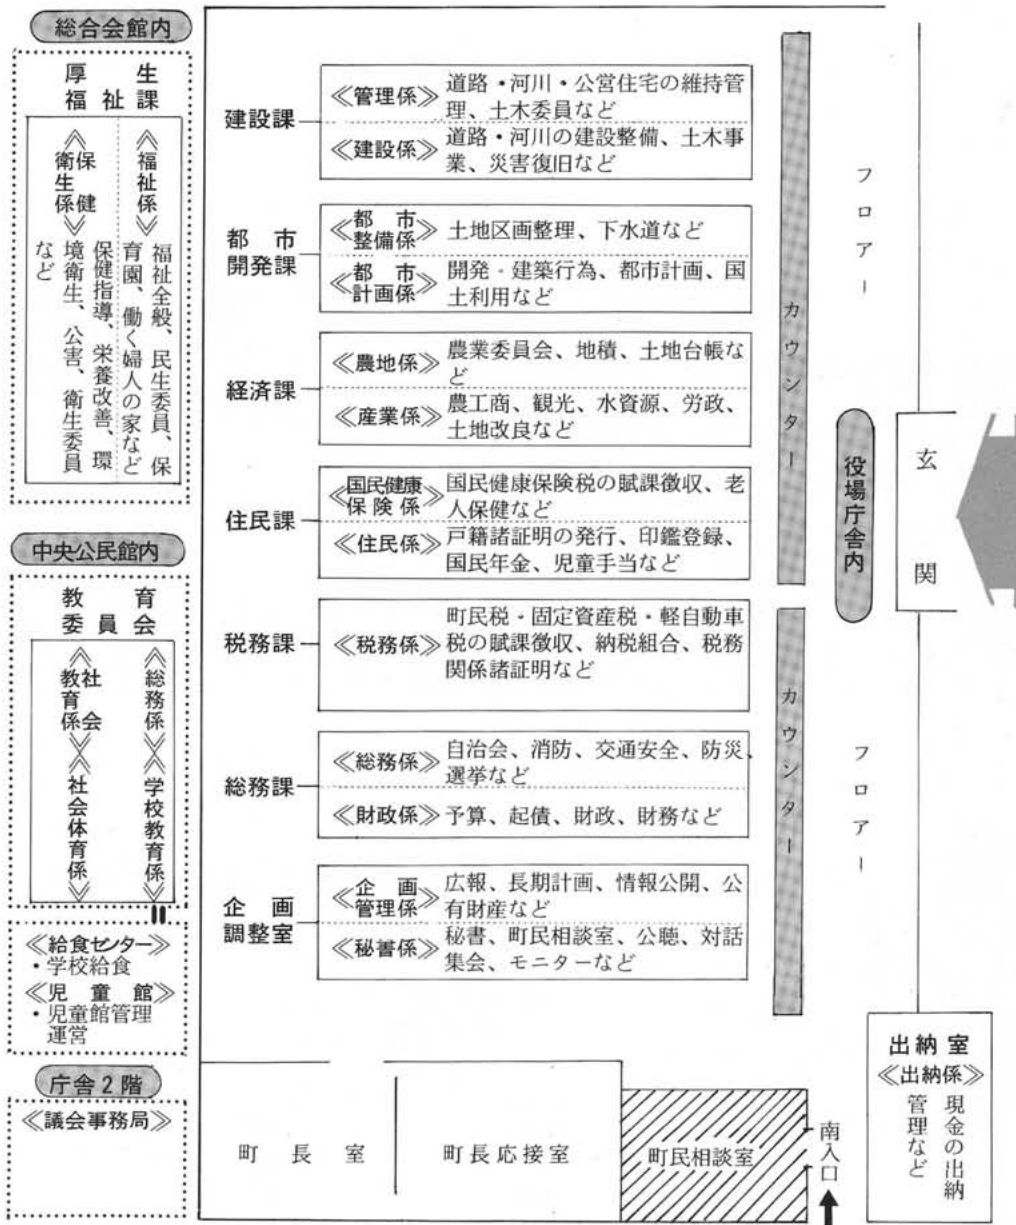 総合会館内
厚生
福祉課
≪福祉係≫
福祉全般、民生委員、保
育園、働く婦人の家など
≪保健
衛生係≫
保健指導、栄養改善、環
境衛生、公害、衛生委員
など
中央公民館内
教育
委員会
≪総務係≫≪学校教育係≫
≪社会
教育係≫≪社会体育係≫
≪給食センター≫
・学校給食
≪児童館≫
・児童館管理
運営
庁舎2階
≪議会事務局≫
建設課
≪管理係≫
道路・河川・公営住宅の維持管
理、土木委員など
≪建設係≫
道路・河川の建設整備、土木事
業、災害復旧など
都市
開発課
≪都市
整備係≫
土地区画整理、下水道など
≪都市
計画係≫
開発・建築行為、都市計画、国
土利用など
経済課
≪農地係≫
農業委員会、地積、土地台帳な
ど
≪産業係≫
農工商、観光、水資源、労政、
土地改良など
住民課
≪国民健康
保険係≫
国民健康保険税の賦課徴収、老
人保健など
≪住民係≫
戸籍諸証明の発行、印鑑登録、
国民年金、児童手当など
税務課
≪税務係≫
町民税・固定資産税・軽自動車
税の賦課徴収、納税組合、税務
関係諸証明など
総務課
≪総務係≫
自治会、消防、交通安全、防災、
選挙など
≪財政係≫
予算、起債、財政、財務など
企画
調整室
≪企画
管理係≫
広報、長期計画、情報公開、公
有財産など
≪秘書係≫
秘書、町民相談室、公聴、対話
集会、モニターなど
カウンター
カウンター
フロアー
役場庁舎内
玄関
フロアー
出納室
≪出納係≫
現金の出納
管理など
町長室
町長応接室
町民相談室
南入口